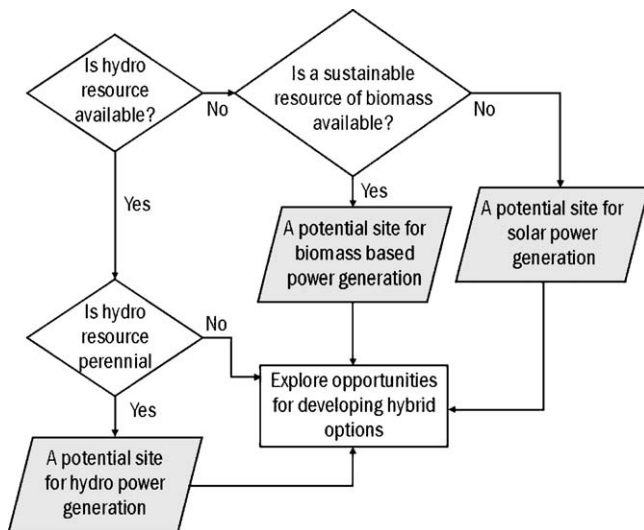 Is hydro
resource
available?
No
Is a sustainable
resource of biomass
available?
No
Yes
Yes
A potential site for
biomass based
power generation
A potential site for
solar power
generation
Is hydro
resource
perennial
No
Explore opportunities
for developing hybrid
options
Yes
A potential site
for hydro power
generation